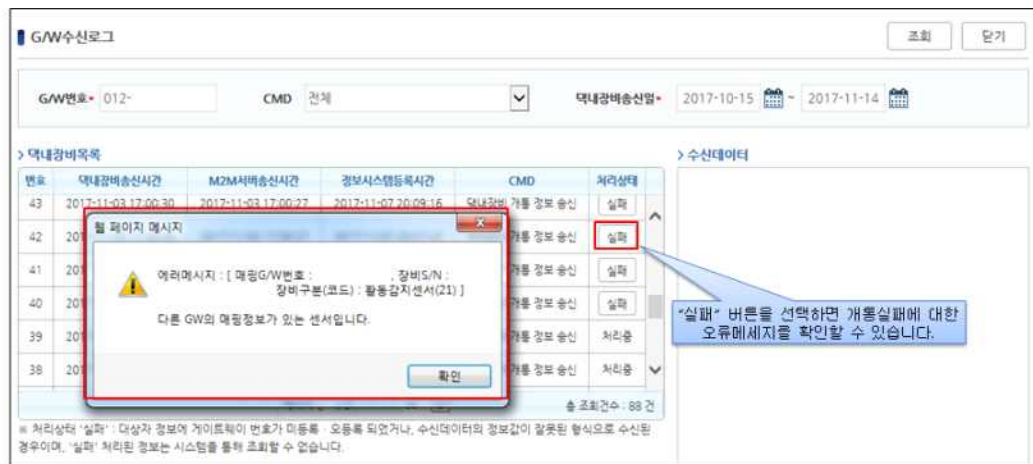 G/W수신로그
조회
닫기
G/W번호• 012-
CMD 전체
댁내장비송신일• 2017-10-15 ~ 2017-11-14
> 댁내장비목록
> 수신데이터
번호 댁내장비송신시간 M2M서버송신시간 정보시스템등록시간 CMD 처리상태
43 2017-11-03 17:00:30 2017-11-03 17:00:27 2017-11-07 20:09:16 댁내장비 개통 정보 송신 실패
42 201 개통 정보 송신 실패
41 201 개통 정보 송신 실패
40 201 개통 정보 송신 실패
39 201 개통 정보 송신 처리중
38 201 개통 정보 송신 처리중
웹 페이지 메시지
에러메시지 : [ 매핑G/W번호 : , 장비S/N :
장비구분(코드) : 활동감지센서(21) ]
다른 GW의 매핑정보가 있는 센서입니다.
확인
총 조회건수 : 88 건
"실패" 버튼을 선택하면 개통실패에 대한
오류메세지를 확인할 수 있습니다.
※ 처리상태 '실패' : 대상자 정보에 게이트웨이 번호가 미등록 · 오등록 되었거나, 수신데이터의 정보값이 잘못된 형식으로 수신된
경우이며, '실패' 처리된 정보는 시스템을 통해 조회할 수 없습니다.